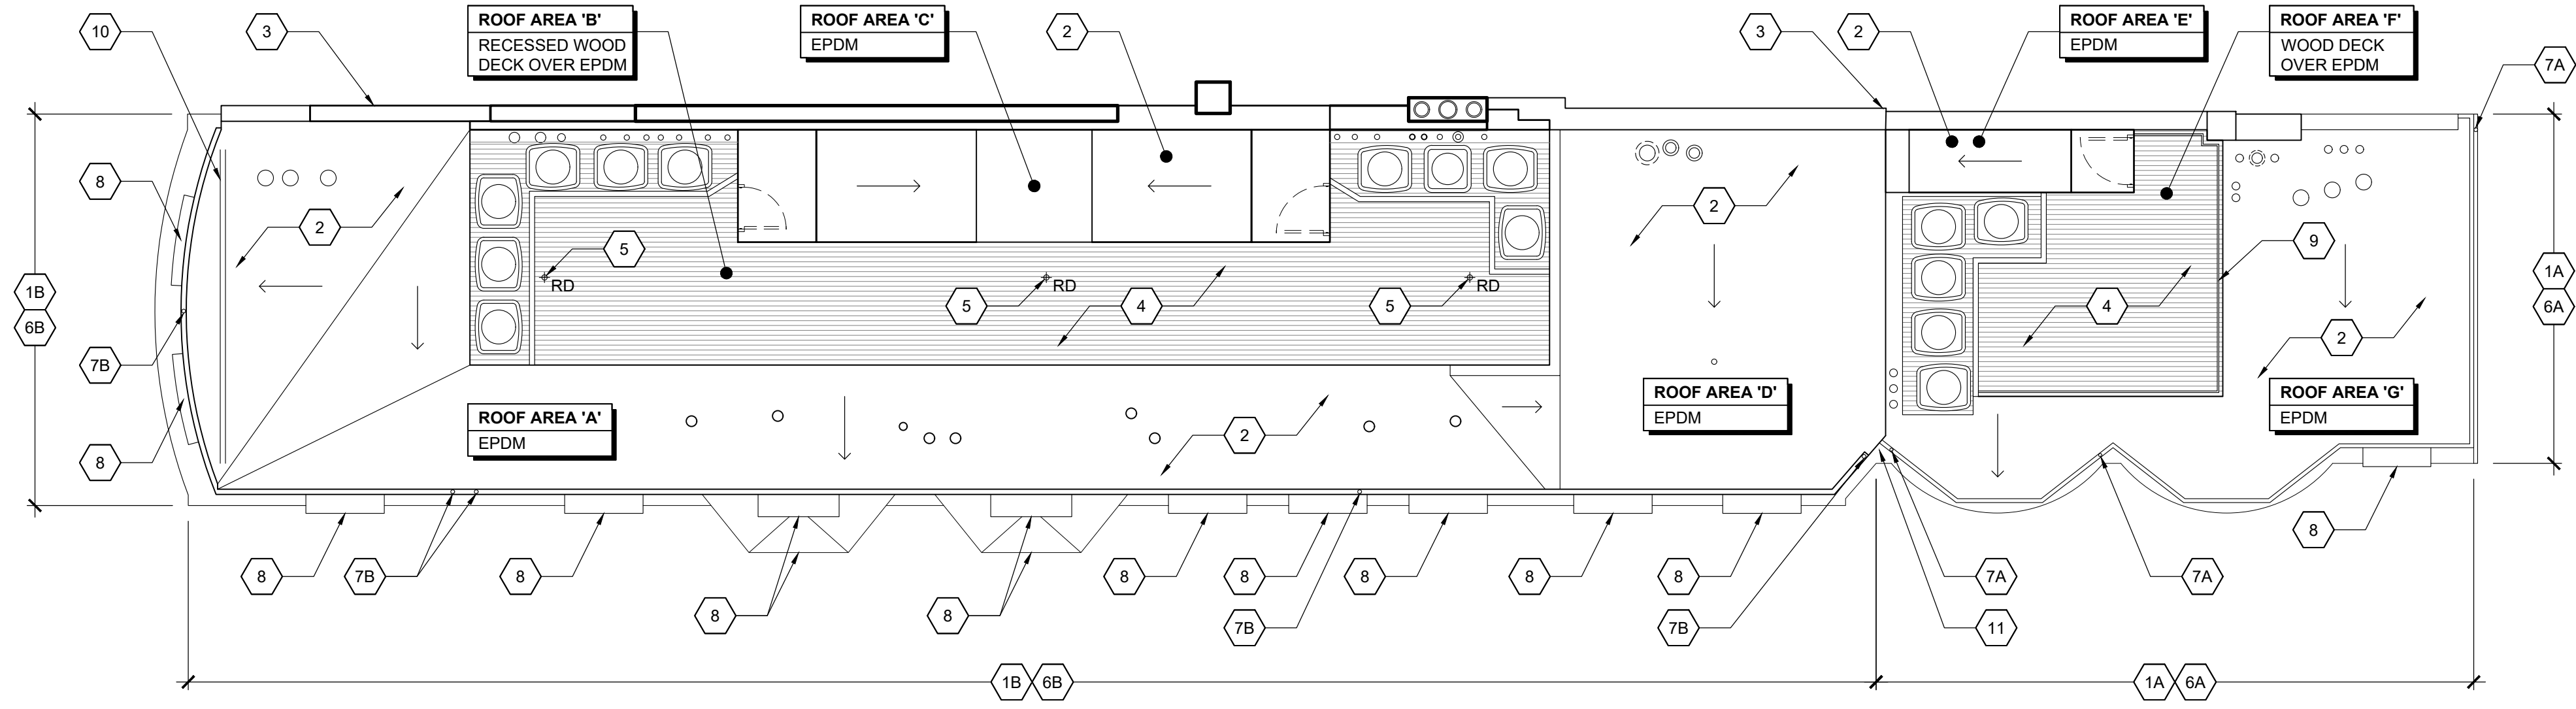 10
3
ROOF AREA 'B'
RECESSED WOOD
DECK OVER EPDM
ROOF AREA 'C'
EPDM
2
3
2
ROOF AREA 'E'
EPDM
ROOF AREA 'F'
WOOD DECK
OVER EPDM
7A
8
2
5
RD
5
RD
4
5
RD
2
4
9
2
1B
6B
1A
6A
7B
8
ROOF AREA 'A'
EPDM
2
ROOF AREA 'D'
EPDM
ROOF AREA 'G'
EPDM
8
8
7B
8
8
8
8
8
8
8
8
7B
7B
7A
11
7A
1B
6B
1A
6A